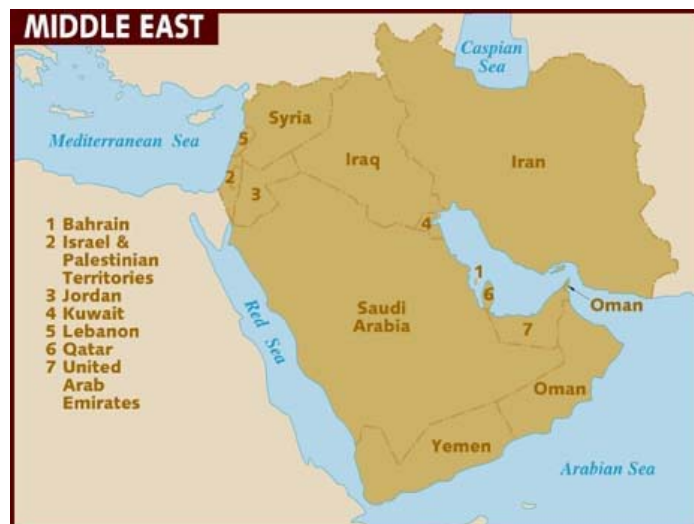 MIDDLE EAST
Caspian
Sea
Mediterranean Sea
Syria
Iraq
Iran
5
2
3
4
1
6
7
Saudi
Arabia
Oman
Oman
Yemen
Red Sea
Arabian Sea
1 Bahrain
2 Israel &
Palestinian
Territories
3 Jordan
4 Kuwait
5 Lebanon
6 Qatar
7 United
Arab
Emirates